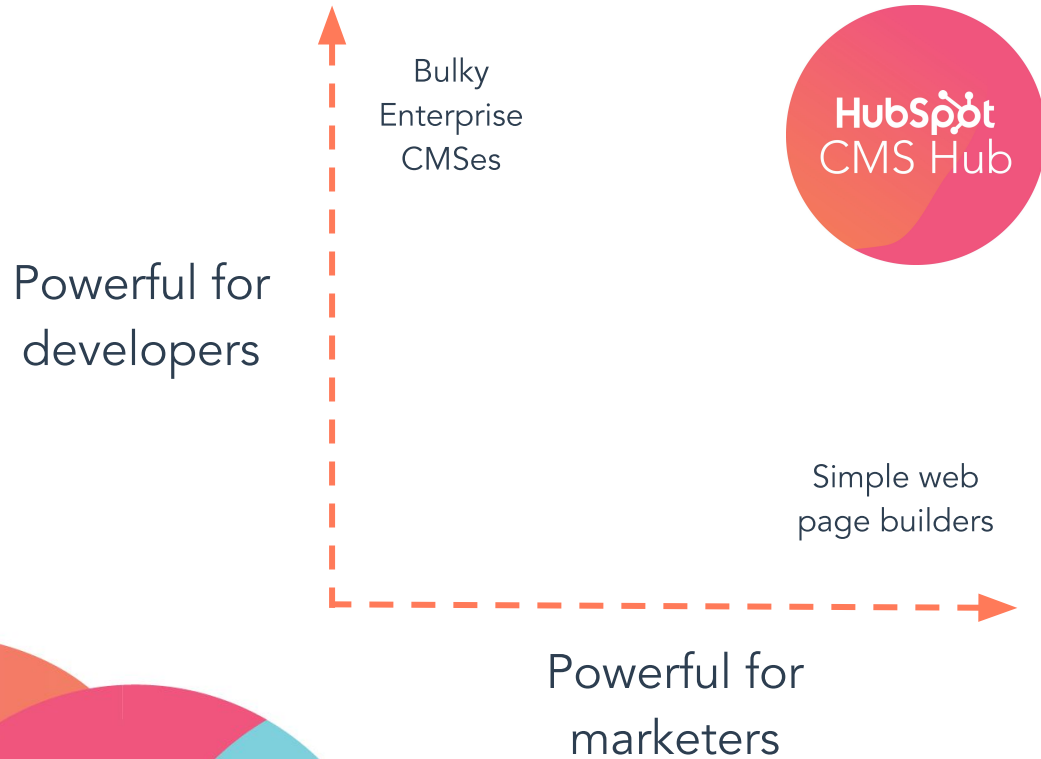 Bulky
Enterprise
CMSes
HubSpot
CMS Hub
Powerful for
developers
Simple web
page builders
Powerful for
marketers